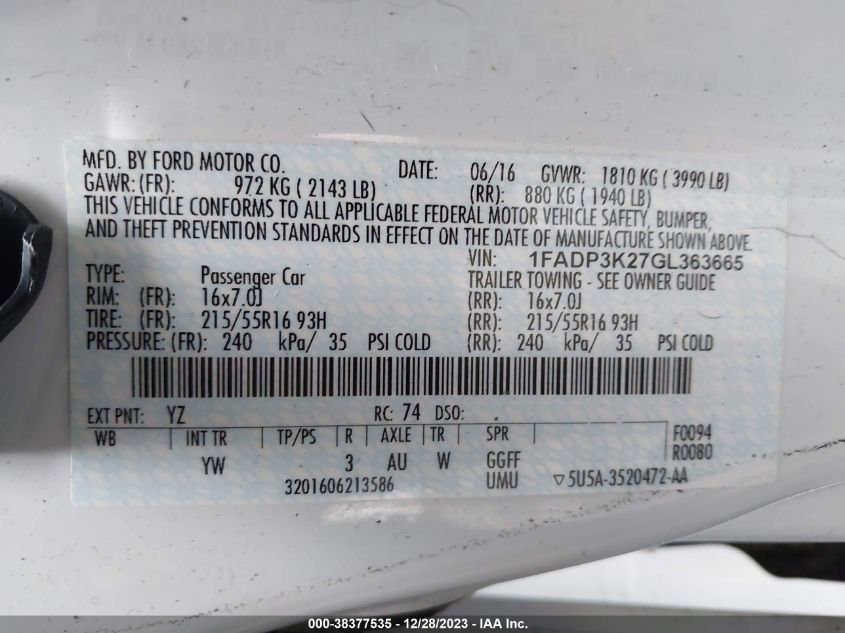 MFD. BY FORD MOTOR CO. DATE: 06/16 GVWR: 1810 KG ( 3990 LB)
GAWR: (FR): 972 KG ( 2143 LB) (RR): 880 KG ( 1940 LB)
THIS VEHICLE CONFORMS TO ALL APPLICABLE FEDERAL MOTOR VEHICLE SAFETY, BUMPER,
AND THEFT PREVENTION STANDARDS IN EFFECT ON THE DATE OF MANUFACTURE SHOWN ABOVE.
VIN: 1FADP3K27GL363665
TYPE: Passenger Car TRAILER TOWING - SEE OWNER GUIDE
RIM: (FR): 16x7.0J (RR): 16x7.0J
TIRE: (FR): 215/55R16 93H (RR): 215/55R16 93H
PRESSURE: (FR): 240 kPa/ 35 PSI COLD (RR): 240 kPa/ 35 PSI COLD
EXT PNT: YZ RC: 74 DSO:
WB INT TR TP/PS R AXLE TR SPR F0094
YW 3 AU W GGFF R0080
3201606213586 UMU ▽5U5A-3520472-AA
000-38377535 - 12/28/2023 - IAA Inc.